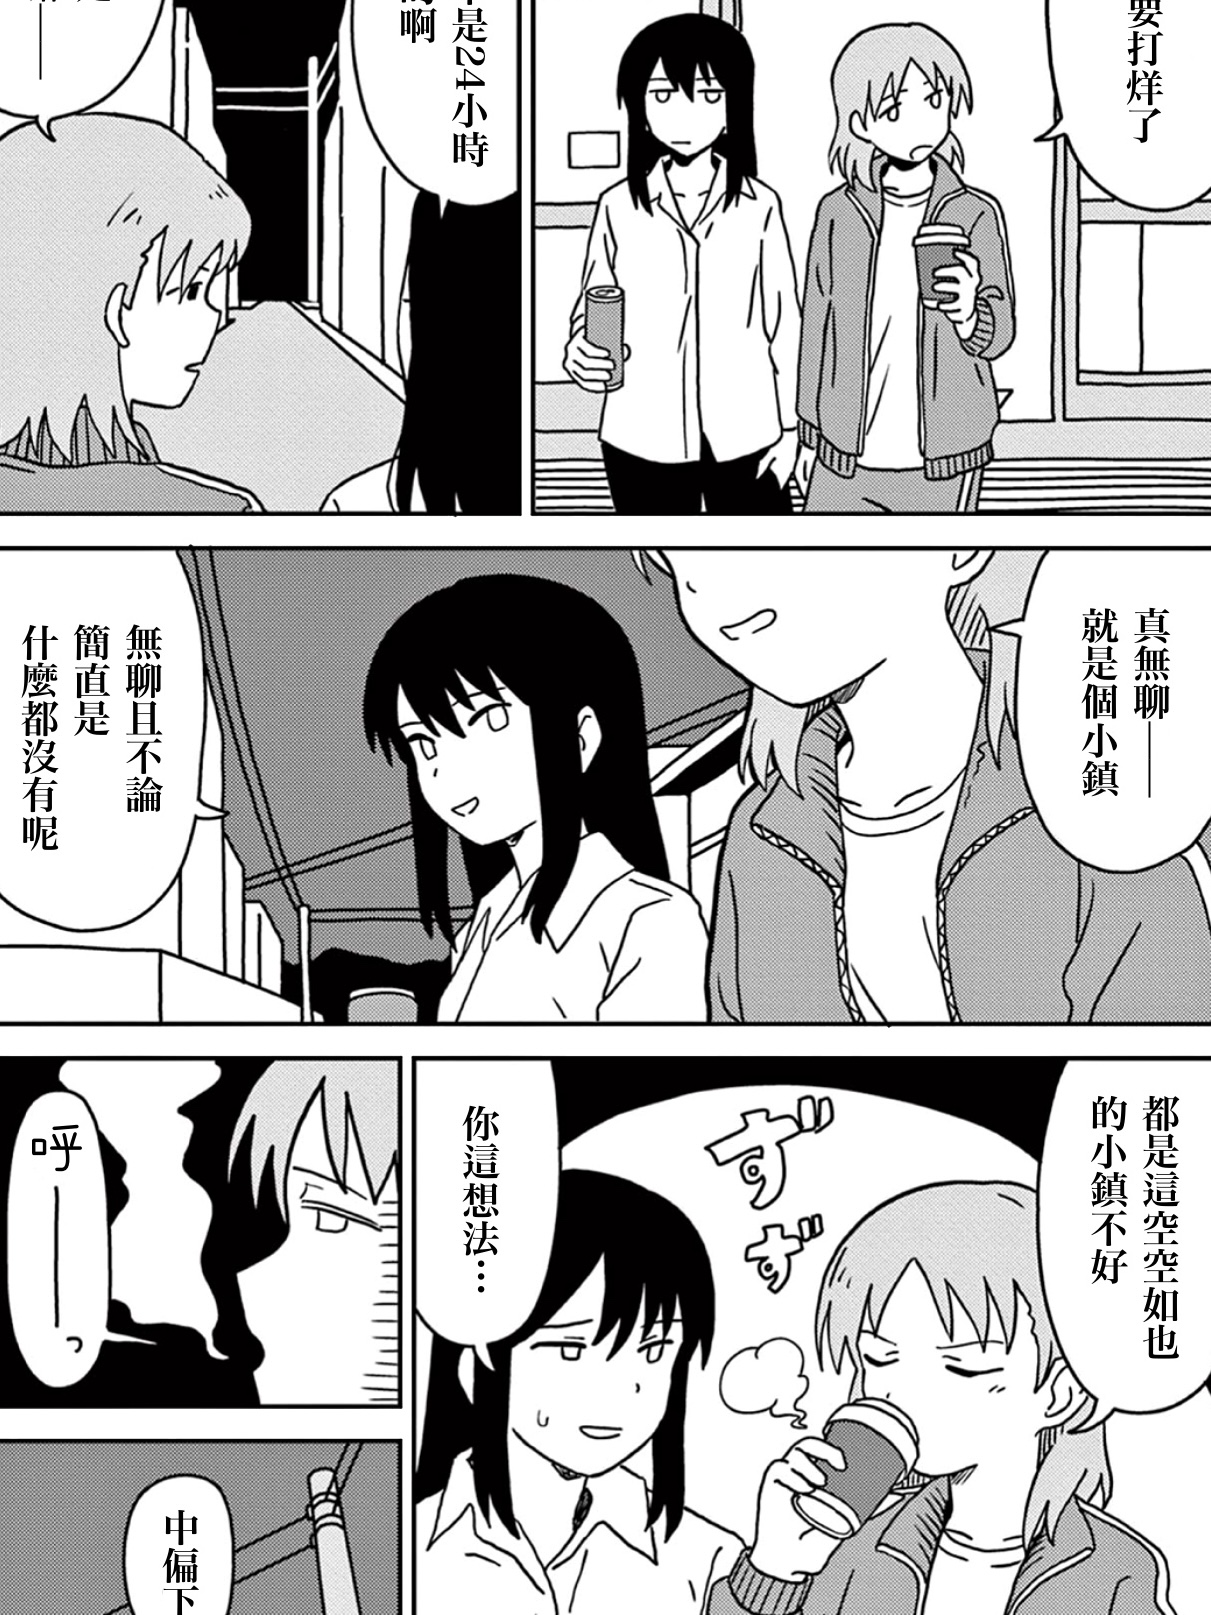 要打烊了
是24小時
啊
真無聊——
就是個小鎮
無聊且不論
簡直是
什麼都沒有呢
都是這空空如也
的小鎮不好
ずず
你這想法…
呼——っ
中偏下